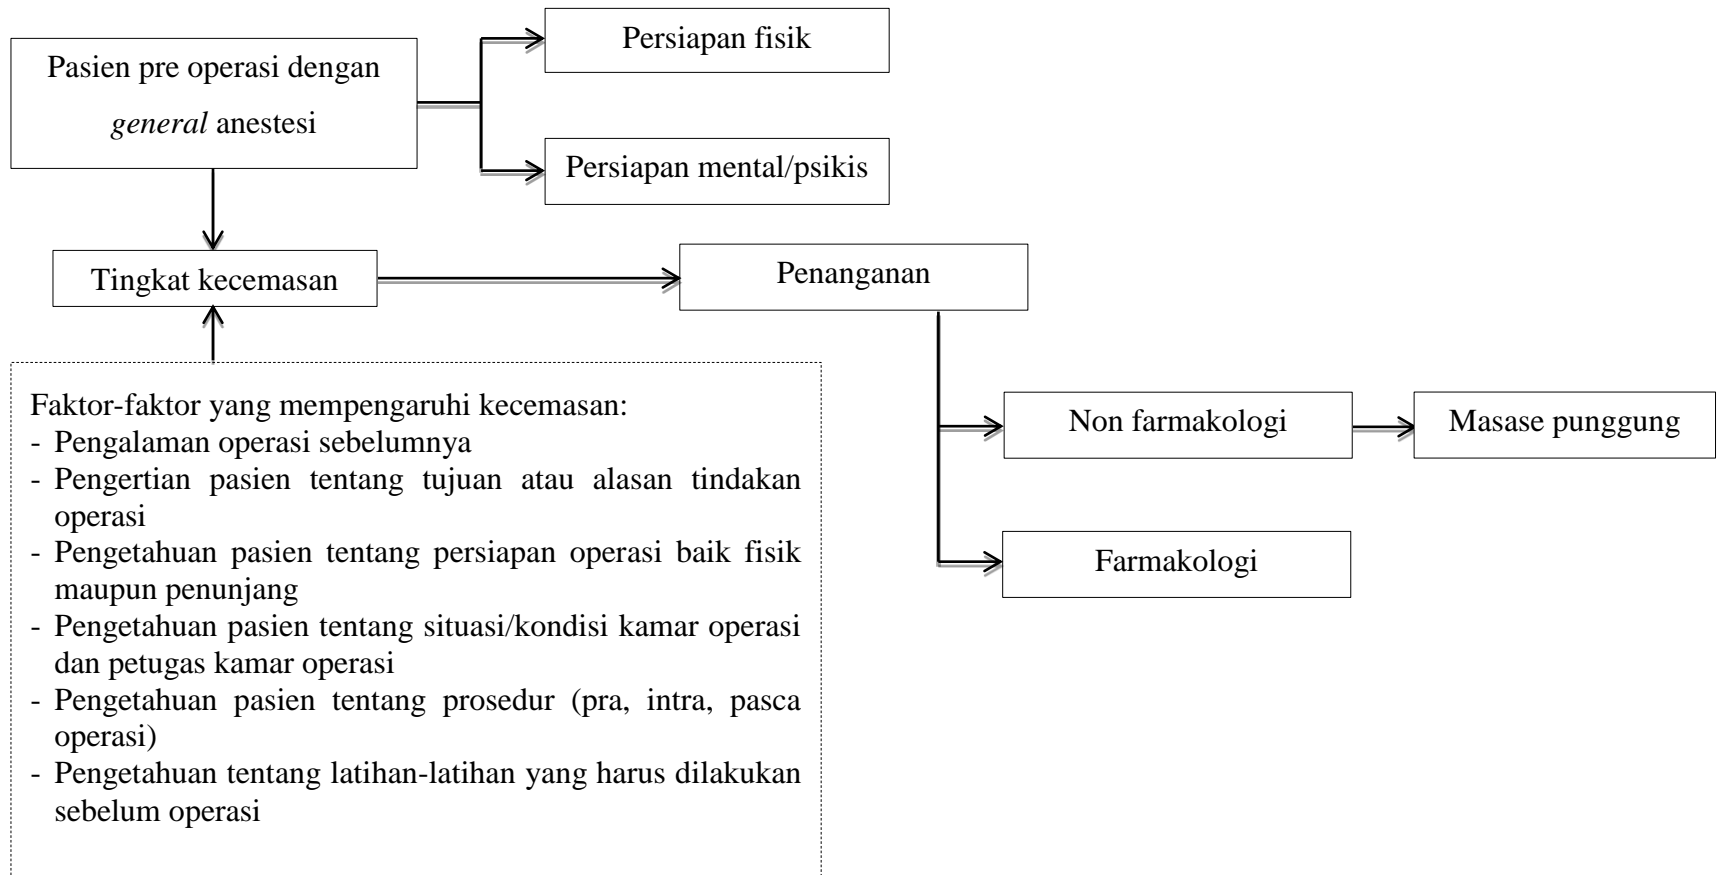 Pasien pre operasi dengan
general anestesi
Persiapan fisik
Persiapan mental/psikis
Tingkat kecemasan
Penanganan
Faktor-faktor yang mempengaruhi kecemasan:
- Pengalaman operasi sebelumnya
- Pengertian pasien tentang tujuan atau alasan tindakan
operasi
- Pengetahuan pasien tentang persiapan operasi baik fisik
maupun penunjang
- Pengetahuan pasien tentang situasi/kondisi kamar operasi
dan petugas kamar operasi
- Pengetahuan pasien tentang prosedur (pra, intra, pasca
operasi)
- Pengetahuan tentang latihan-latihan yang harus dilakukan
sebelum operasi
Non farmakologi
Masase punggung
Farmakologi